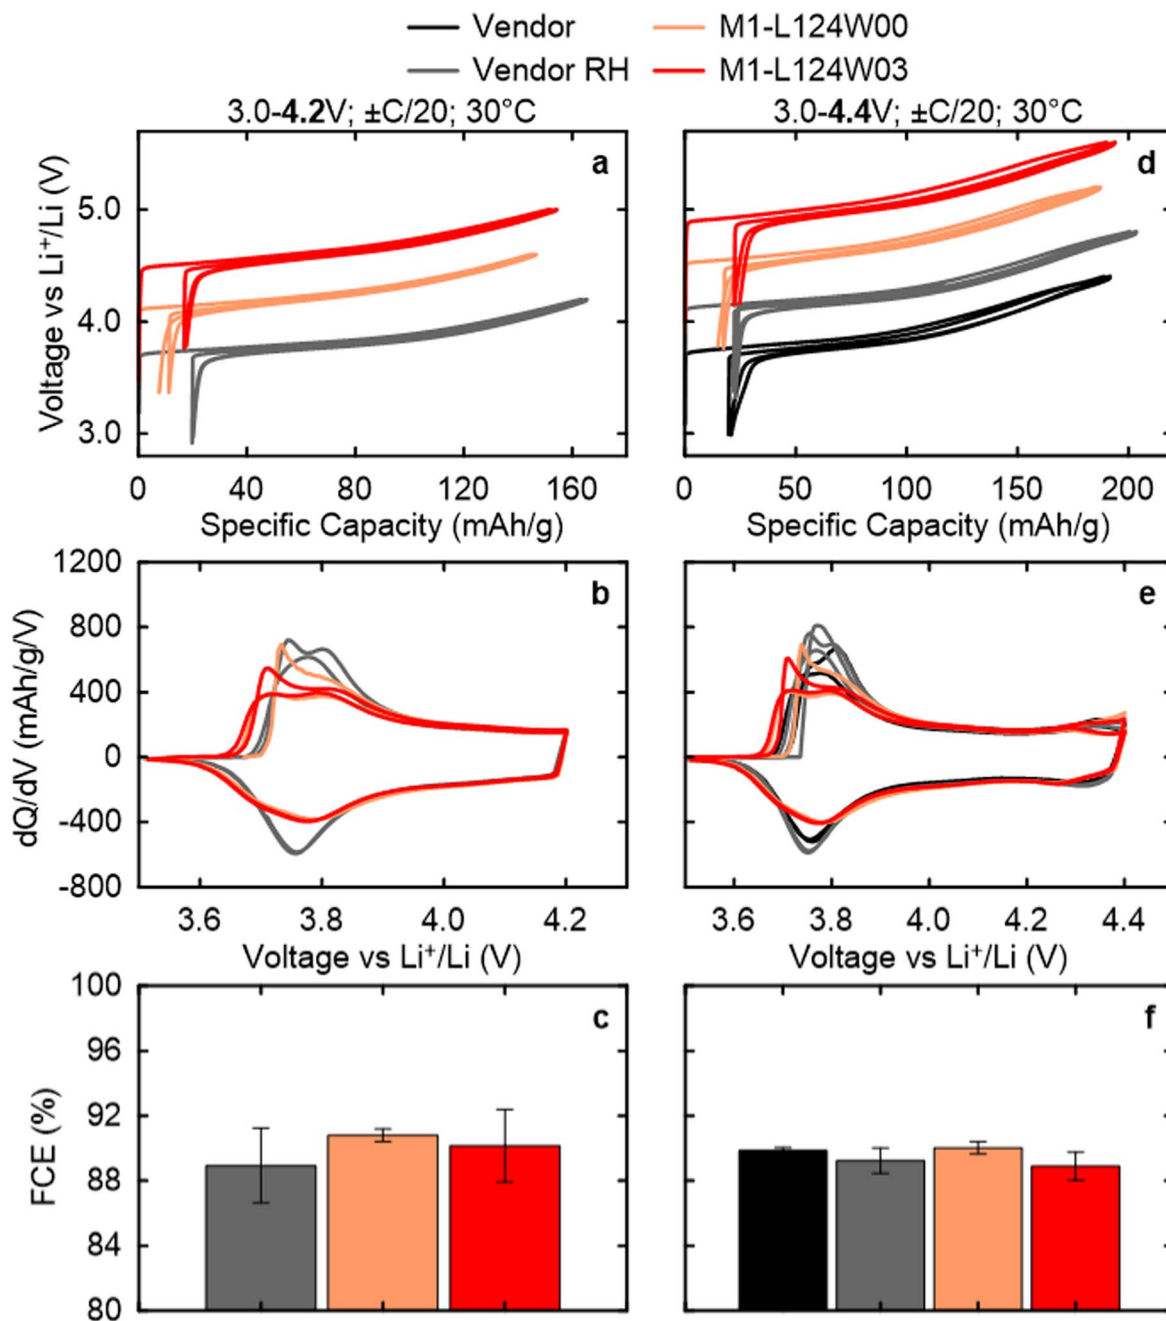 Vendor M1-L124W00
Vendor RH M1-L124W03
3.0-4.2V; ±C/20; 30°C 3.0-4.4V; ±C/20; 30°C
a d
Voltage vs Li⁺/Li (V)
5.0
4.0
3.0
0 40 80 120 160 0 50 100 150 200
Specific Capacity (mAh/g) Specific Capacity (mAh/g)
b e
dQ/dV (mAh/g/V)
1200
800
400
0
-400
-800
3.6 3.8 4.0 4.2 3.6 3.8 4.0 4.2 4.4
Voltage vs Li⁺/Li (V) Voltage vs Li⁺/Li (V)
c f
FCE (%)
100
96
92
88
84
80